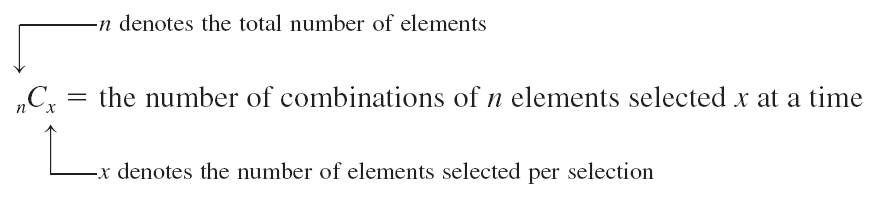 n denotes the total number of elements
nCx = the number of combinations of n elements selected x at a time
x denotes the number of elements selected per selection